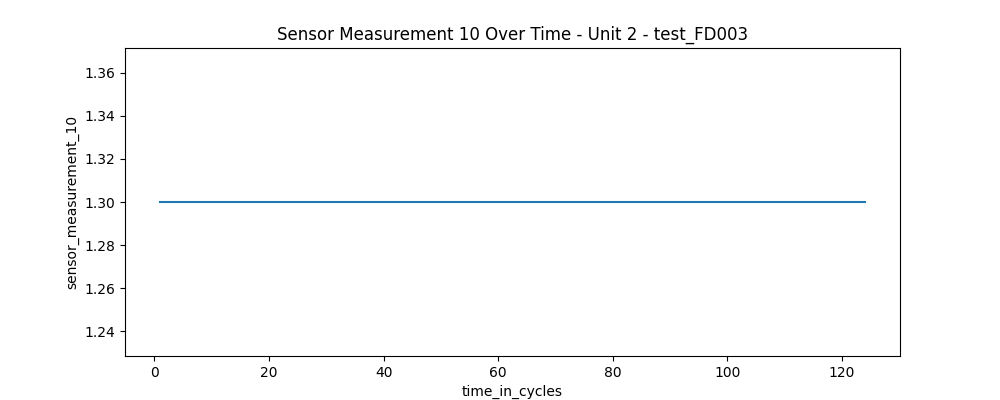 Sensor Measurement 10 Over Time - Unit 2 - test_FD003
sensor_measurement_10
1.36
1.34
1.32
1.30
1.28
1.26
1.24
0 20 40 60 80 100 120
time_in_cycles